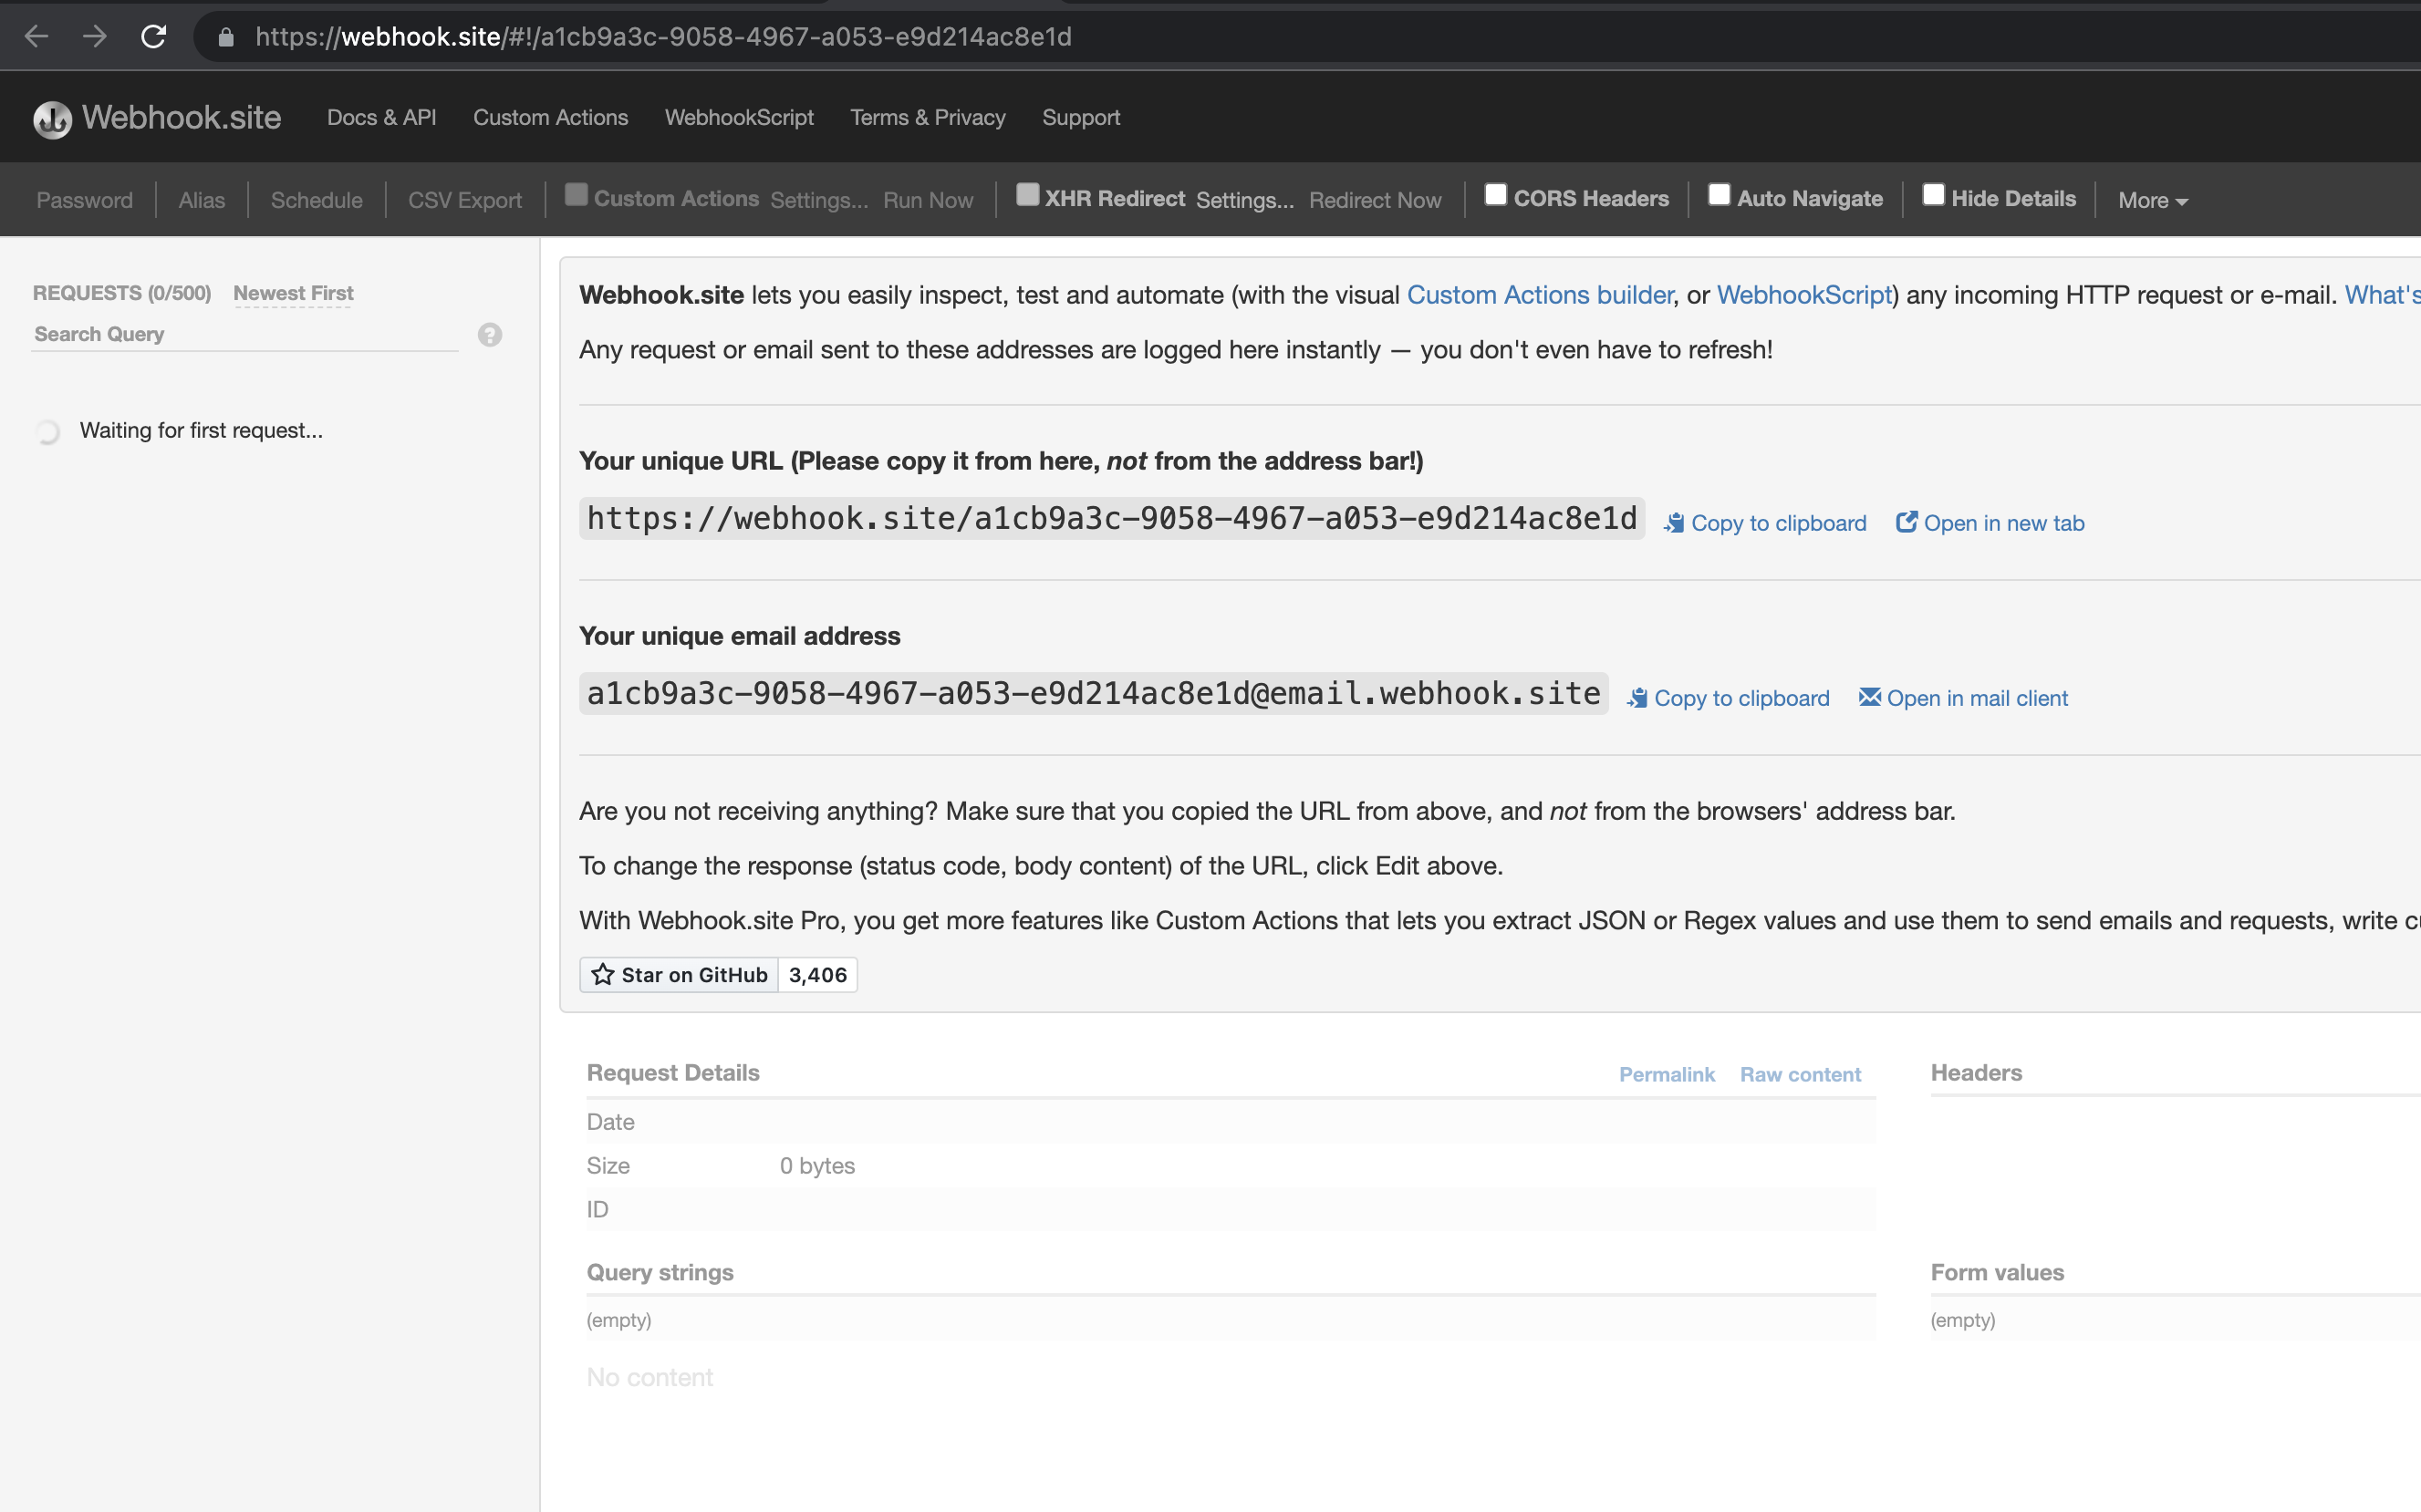 https://webhook.site/#!/a1cb9a3c-9058-4967-a053-e9d214ac8e1d
Webhook.site Docs & API Custom Actions WebhookScript Terms & Privacy Support
Password Alias Schedule CSV Export Custom Actions Settings... Run Now XHR Redirect Settings... Redirect Now CORS Headers Auto Navigate Hide Details More
REQUESTS (0/500) Newest First
Search Query
?
Waiting for first request...
Webhook.site lets you easily inspect, test and automate (with the visual Custom Actions builder, or WebhookScript) any incoming HTTP request or e-mail. What's
Any request or email sent to these addresses are logged here instantly — you don't even have to refresh!
Your unique URL (Please copy it from here, not from the address bar!)
https://webhook.site/a1cb9a3c-9058-4967-a053-e9d214ac8e1d Copy to clipboard Open in new tab
Your unique email address
a1cb9a3c-9058-4967-a053-e9d214ac8e1d@email.webhook.site Copy to clipboard Open in mail client
Are you not receiving anything? Make sure that you copied the URL from above, and not from the browsers' address bar.
To change the response (status code, body content) of the URL, click Edit above.
With Webhook.site Pro, you get more features like Custom Actions that lets you extract JSON or Regex values and use them to send emails and requests, write
Star on GitHub 3,406
Request Details Permalink Raw content Headers
Date
Size 0 bytes
ID
Query strings Form values
(empty) (empty)
No content